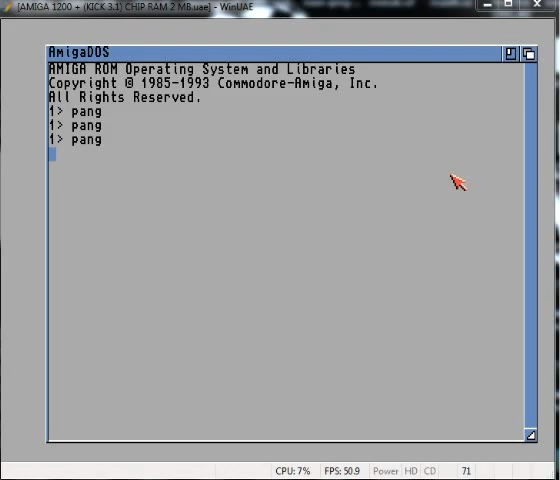 [AMIGA 1200 + (KICK 3.1) CHIP RAM 2 MB.uae] - WinUAE
AmigaDOS
AMIGA ROM Operating System and Libraries
Copyright © 1985-1993 Commodore-Amiga, Inc.
All Rights Reserved.
1> pang
1> pang
1> pang
CPU: 7% FPS: 50.9 Power HD CD 71